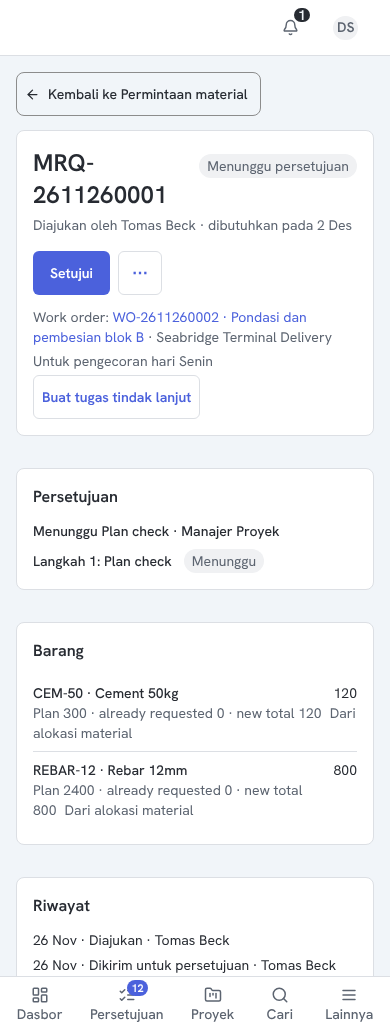 1
DS
Kembali ke Permintaan material
MRQ-
2611260001
Menunggu persetujuan
Diajukan oleh Tomas Beck · dibutuhkan pada 2 Des
Setujui
...
Work order: WO-2611260002 · Pondasi dan
pembesian blok B · Seabridge Terminal Delivery
Untuk pengecoran hari Senin
Buat tugas tindak lanjut
Persetujuan
Menunggu Plan check · Manajer Proyek
Langkah 1: Plan check Menunggu
Barang
CEM-50 · Cement 50kg 120
Plan 300 · already requested 0 · new total 120 Dari
alokasi material
REBAR-12 · Rebar 12mm 800
Plan 2400 · already requested 0 · new total
800 Dari alokasi material
Riwayat
26 Nov · Diajukan · Tomas Beck
26 Nov · Dikirim untuk persetujuan · Tomas Beck
12
Dasbor Persetujuan Proyek Cari Lainnya